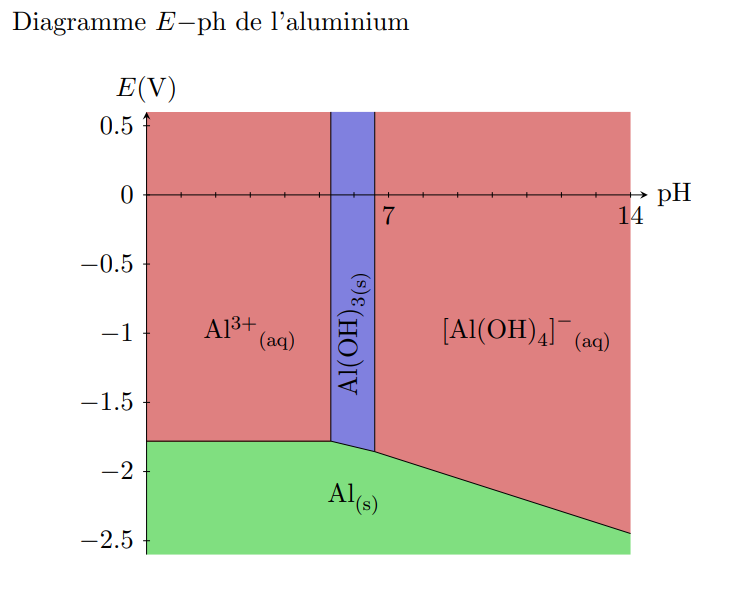 Diagramme E−ph de l'aluminium
E(V)
0.5
0
pH
7
14
−0.5
−1
Al³⁺(aq)
Al(OH)₃(s)
[Al(OH)₄]⁻(aq)
−1.5
−2
Al(s)
−2.5